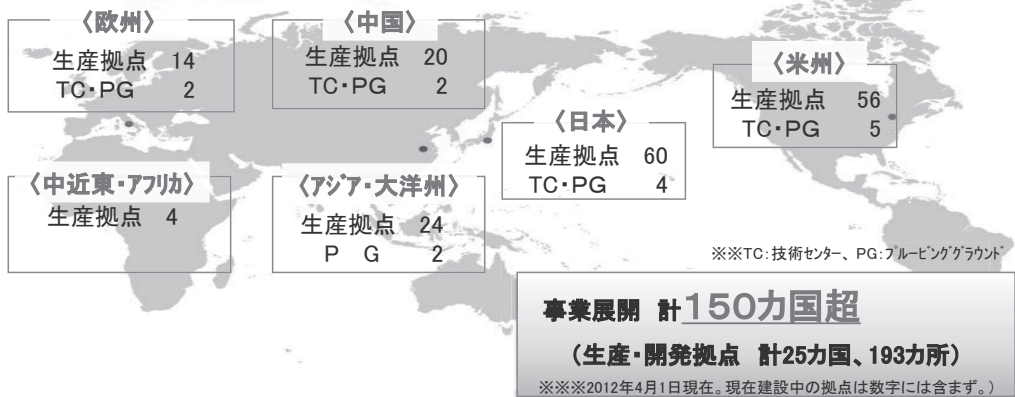 〈欧州〉
生産拠点 14
TC・PG 2
〈中国〉
生産拠点 20
TC・PG 2
〈米州〉
生産拠点 56
TC・PG 5
〈日本〉
生産拠点 60
TC・PG 4
〈中近東・アフリカ〉
生産拠点 4
〈アジア・大洋州〉
生産拠点 24
P G 2
※※TC:技術センター、PG:プルービンググラウンド
事業展開 計150カ国超
(生産・開発拠点 計25カ国、193カ所)
※※※2012年4月1日現在。現在建設中の拠点は数字には含まず。)